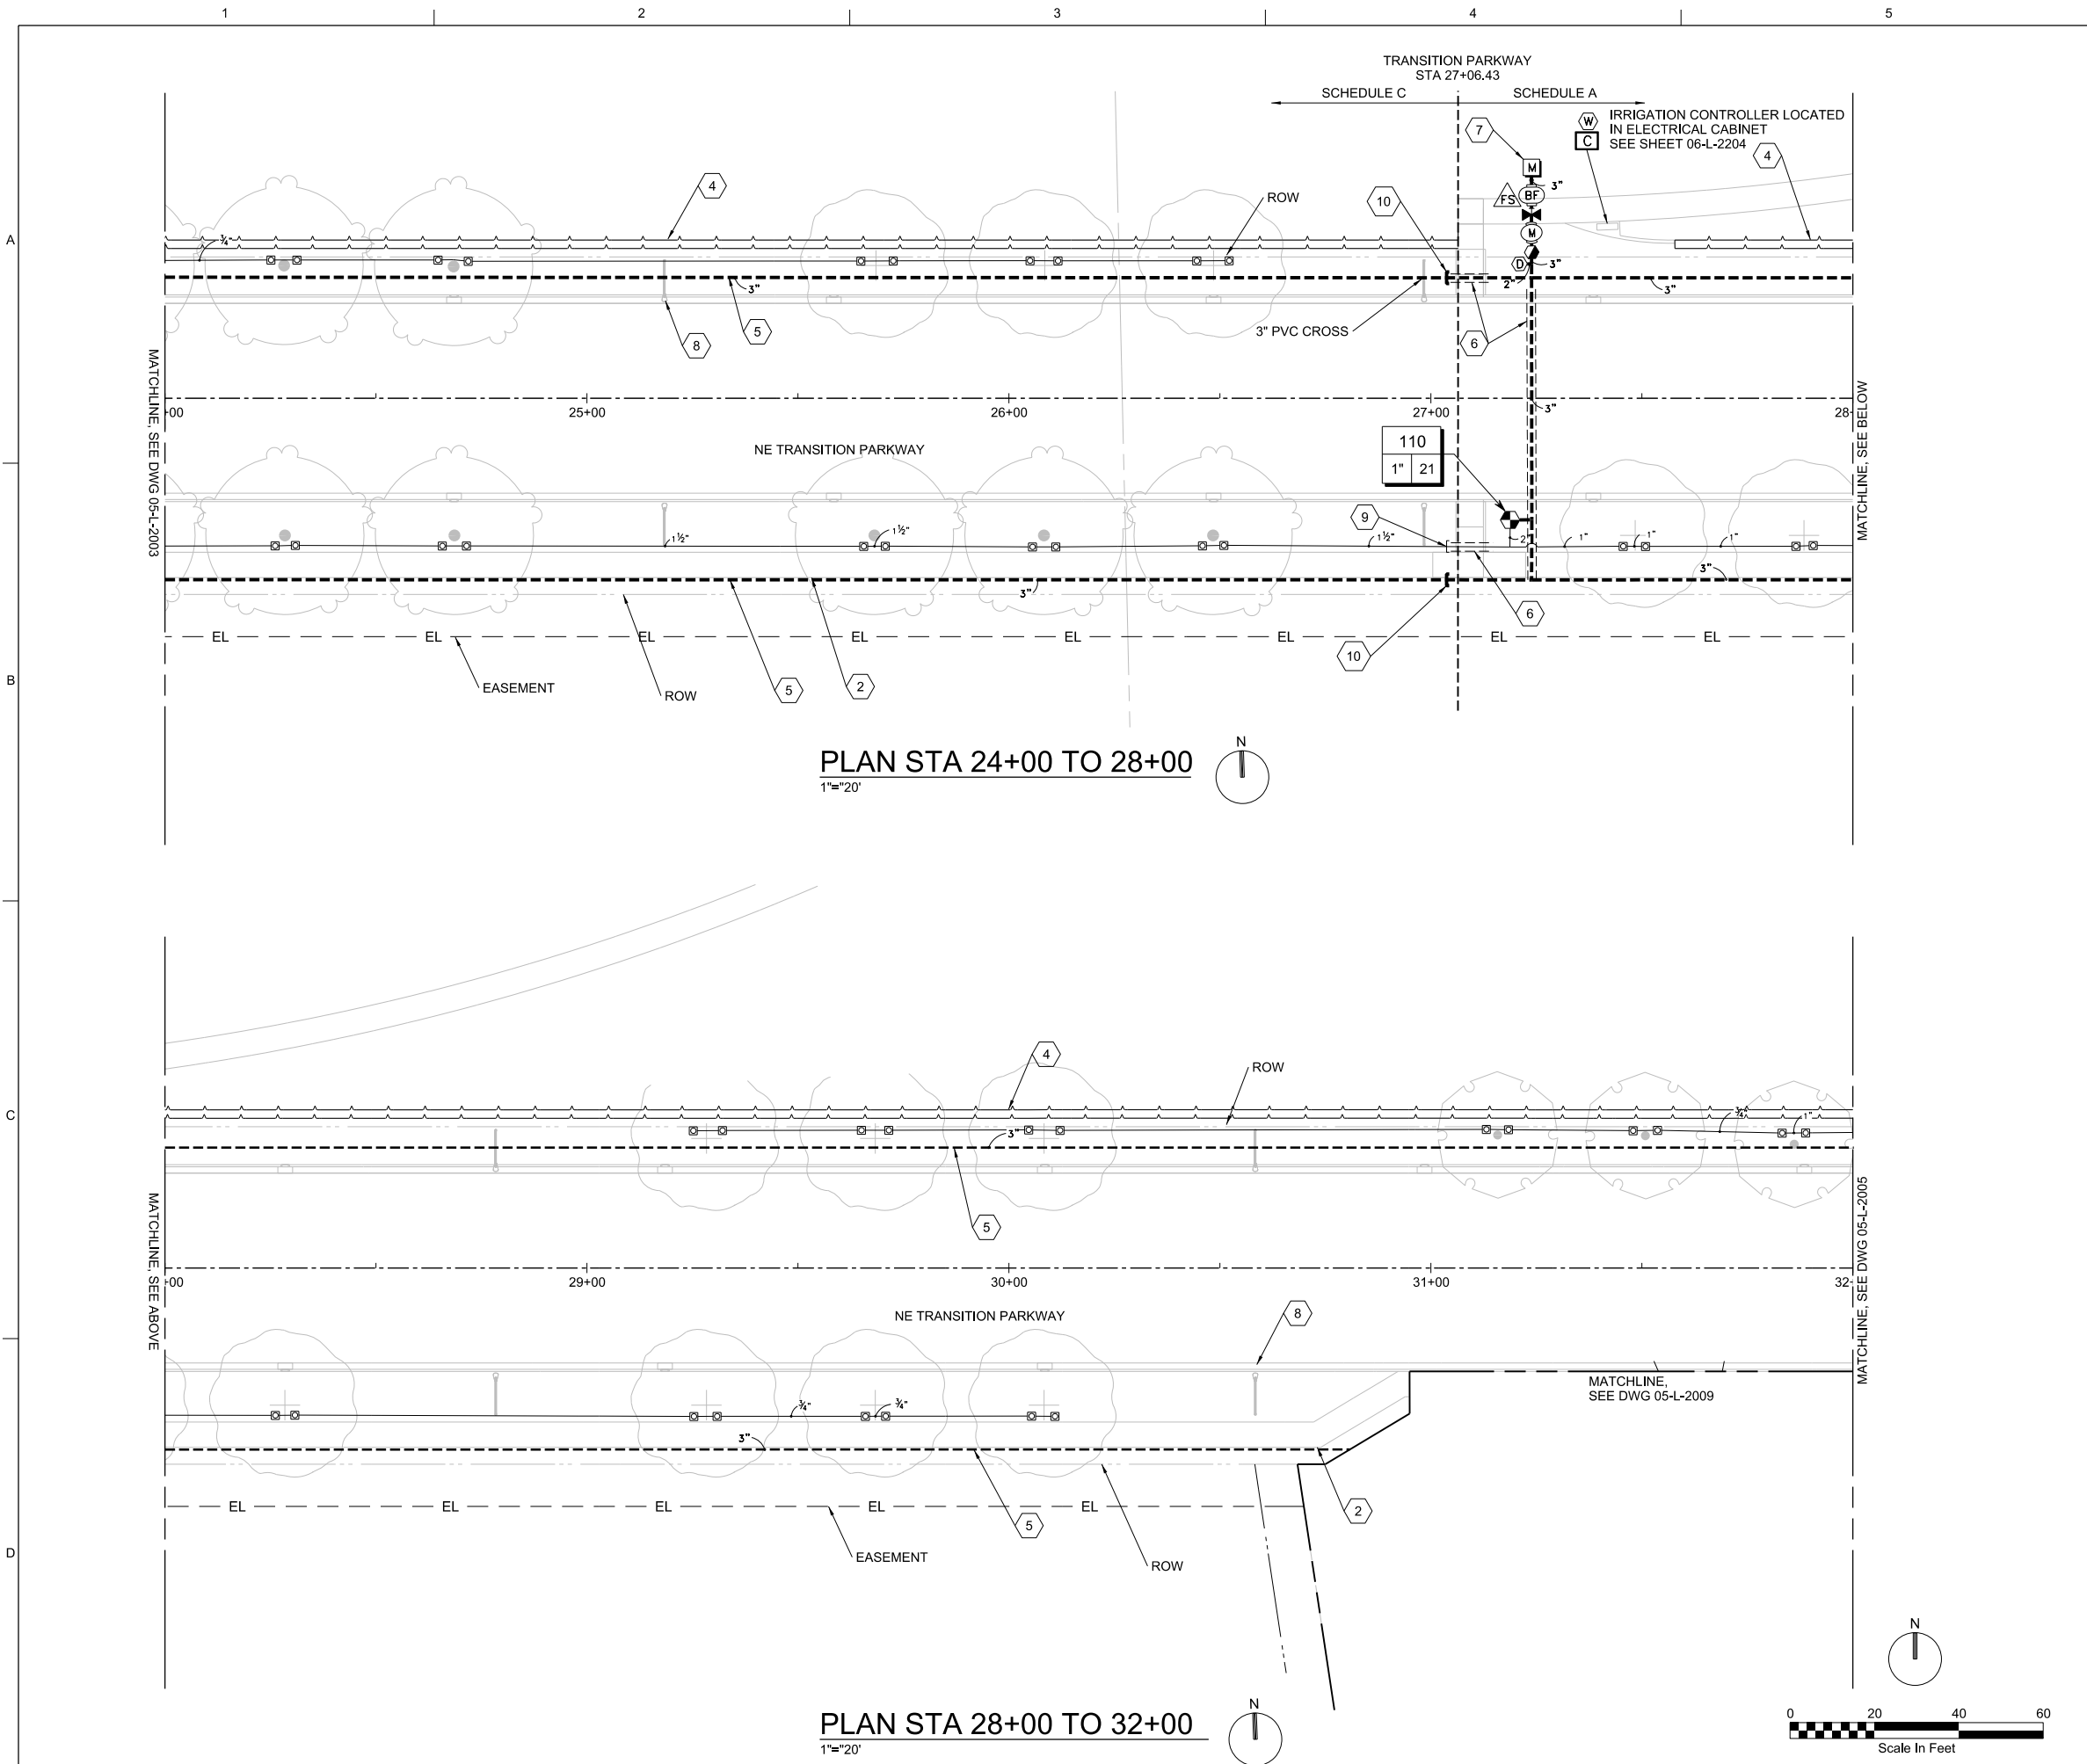 1 2 3 4 5
A
B
C
D
TRANSITION PARKWAY
STA 27+06.43
SCHEDULE C SCHEDULE A
W
C
IRRIGATION CONTROLLER LOCATED
IN ELECTRICAL CABINET
SEE SHEET 06-L-2204
7
4
M
3"
FS
BF
M
D
3"
2"
4
ROW
10
¾"
3"
5
8
3" PVC CROSS
6
3"
MATCHLINE, SEE DWG 05-L-2003
+00 25+00 26+00 27+00 28+
3"
MATCHLINE, SEE BELOW
NE TRANSITION PARKWAY
110
1" 21
9
1½"
1½"
1½"
2"
1"
1"
1"
3"
3"
6
10
EL EL EL EL EL EL EL EL
EASEMENT
ROW
5
2
PLAN STA 24+00 TO 28+00
1"="20'
N
4
ROW
3"
¾"
1"
5
MATCHLINE, SEE ABOVE
+00 29+00 30+00 31+00 32+
MATCHLINE, SEE DWG 05-L-2005
NE TRANSITION PARKWAY
8
MATCHLINE,
SEE DWG 05-L-2009
¾"
¾"
3"
2
EL EL EL EL EL
5
EASEMENT
ROW
N
PLAN STA 28+00 TO 32+00
1"="20'
N
0 20 40 60
Scale In Feet